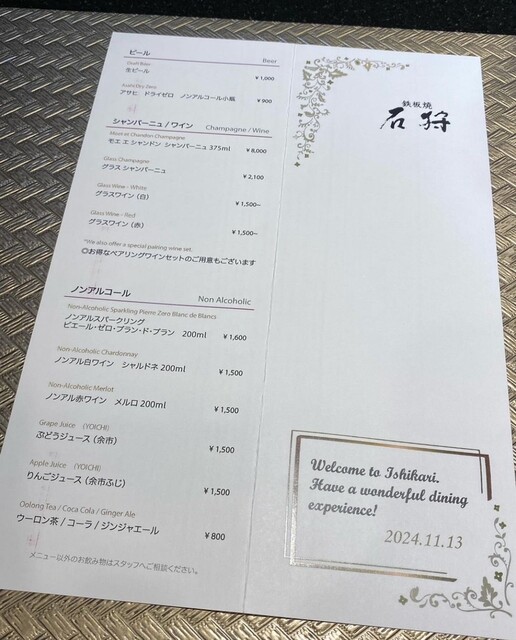 ビール Beer
Draft Beer
生ビール ¥1,000
Asahi Dry Zero
アサヒ ドライゼロ ノンアルコール小瓶 ¥900
シャンパーニュ / ワイン Champagne / Wine
Moët et Chandon Champagne
モエ エ シャンドン シャンパーニュ 375ml ¥8,000
Glass Champagne
グラス シャンパーニュ ¥2,100
Glass Wine – White
グラスワイン (白) ¥1,500~
Glass Wine – Red
グラスワイン (赤) ¥1,500~
*We also offer a special pairing wine set.
◎お得なペアリングワインセットのご用意もございます
ノンアルコール Non Alcoholic
Non-Alcoholic Sparkling Pierre Zero Blanc de Blancs
ノンアルスパークリング
ピエール・ゼロ・ブラン・ド・ブラン 200ml ¥1,600
Non-Alcoholic Chardonnay
ノンアル白ワイン シャルドネ 200ml ¥1,500
Non-Alcoholic Merlot
ノンアル赤ワイン メルロ 200ml ¥1,500
Grape Juice (YOICHI)
ぶどうジュース (余市) ¥1,500
Apple Juice (YOICHI)
りんごジュース (余市ふじ) ¥1,500
Oolong Tea / Coca Cola / Ginger Ale
ウーロン茶 / コーラ / ジンジャエール ¥800
メニュー以外のお飲み物はスタッフへご相談ください。
鉄板焼
石狩
Welcome to Ishikari.
Have a wonderful dining
experience!
2024.11.13